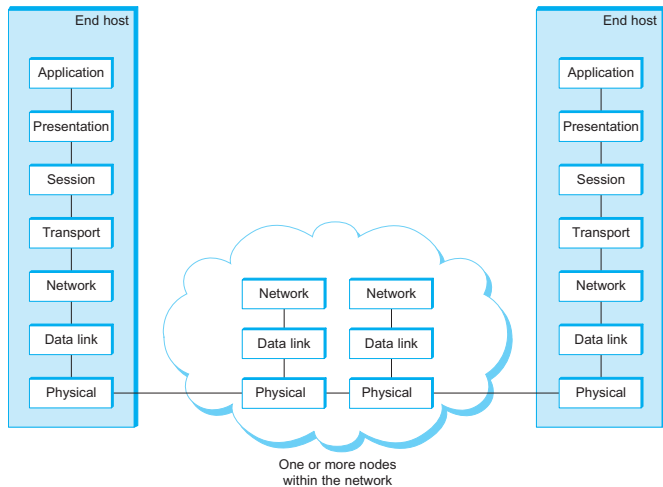 End host
Application
Presentation
Session
Transport
Network
Data link
Physical
Network
Data link
Physical
Network
Data link
Physical
One or more nodes
within the network
End host
Application
Presentation
Session
Transport
Network
Data link
Physical